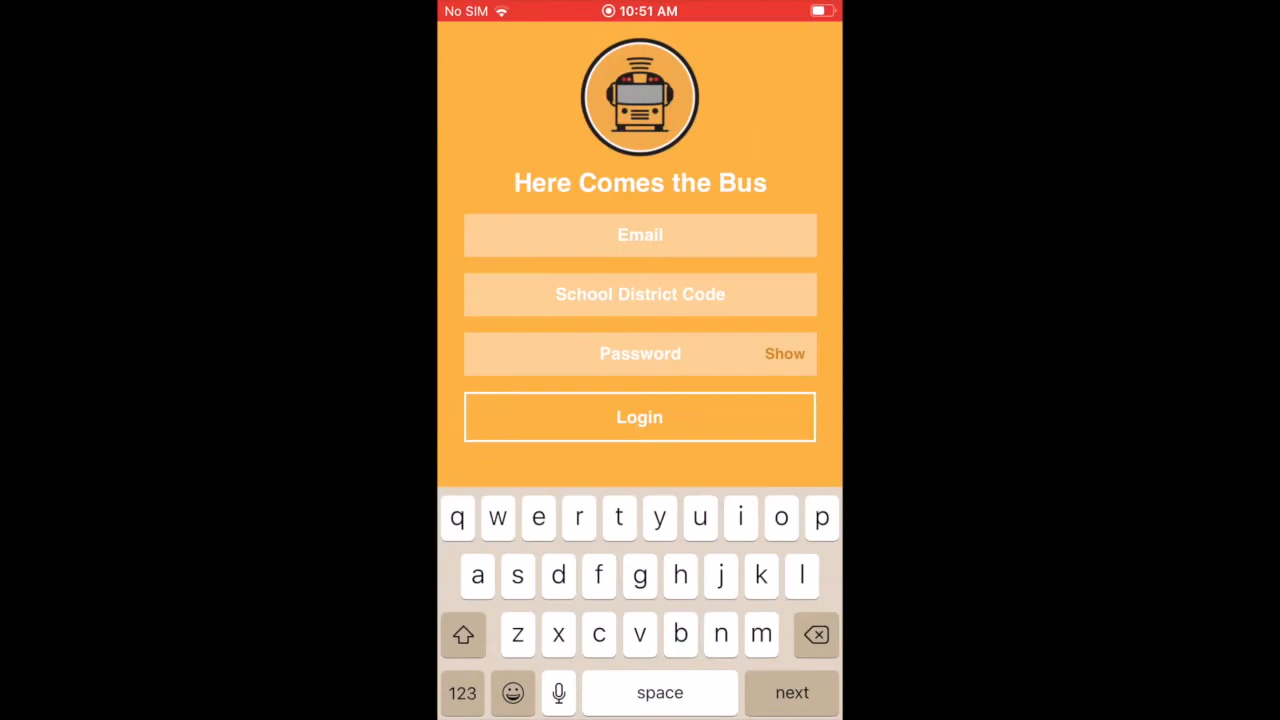 No SIM 10:51 AM
Here Comes the Bus
Email
School District Code
Password Show
Login
q w e r t y u i o p
a s d f g h j k l
z x c v b n m
123 space next